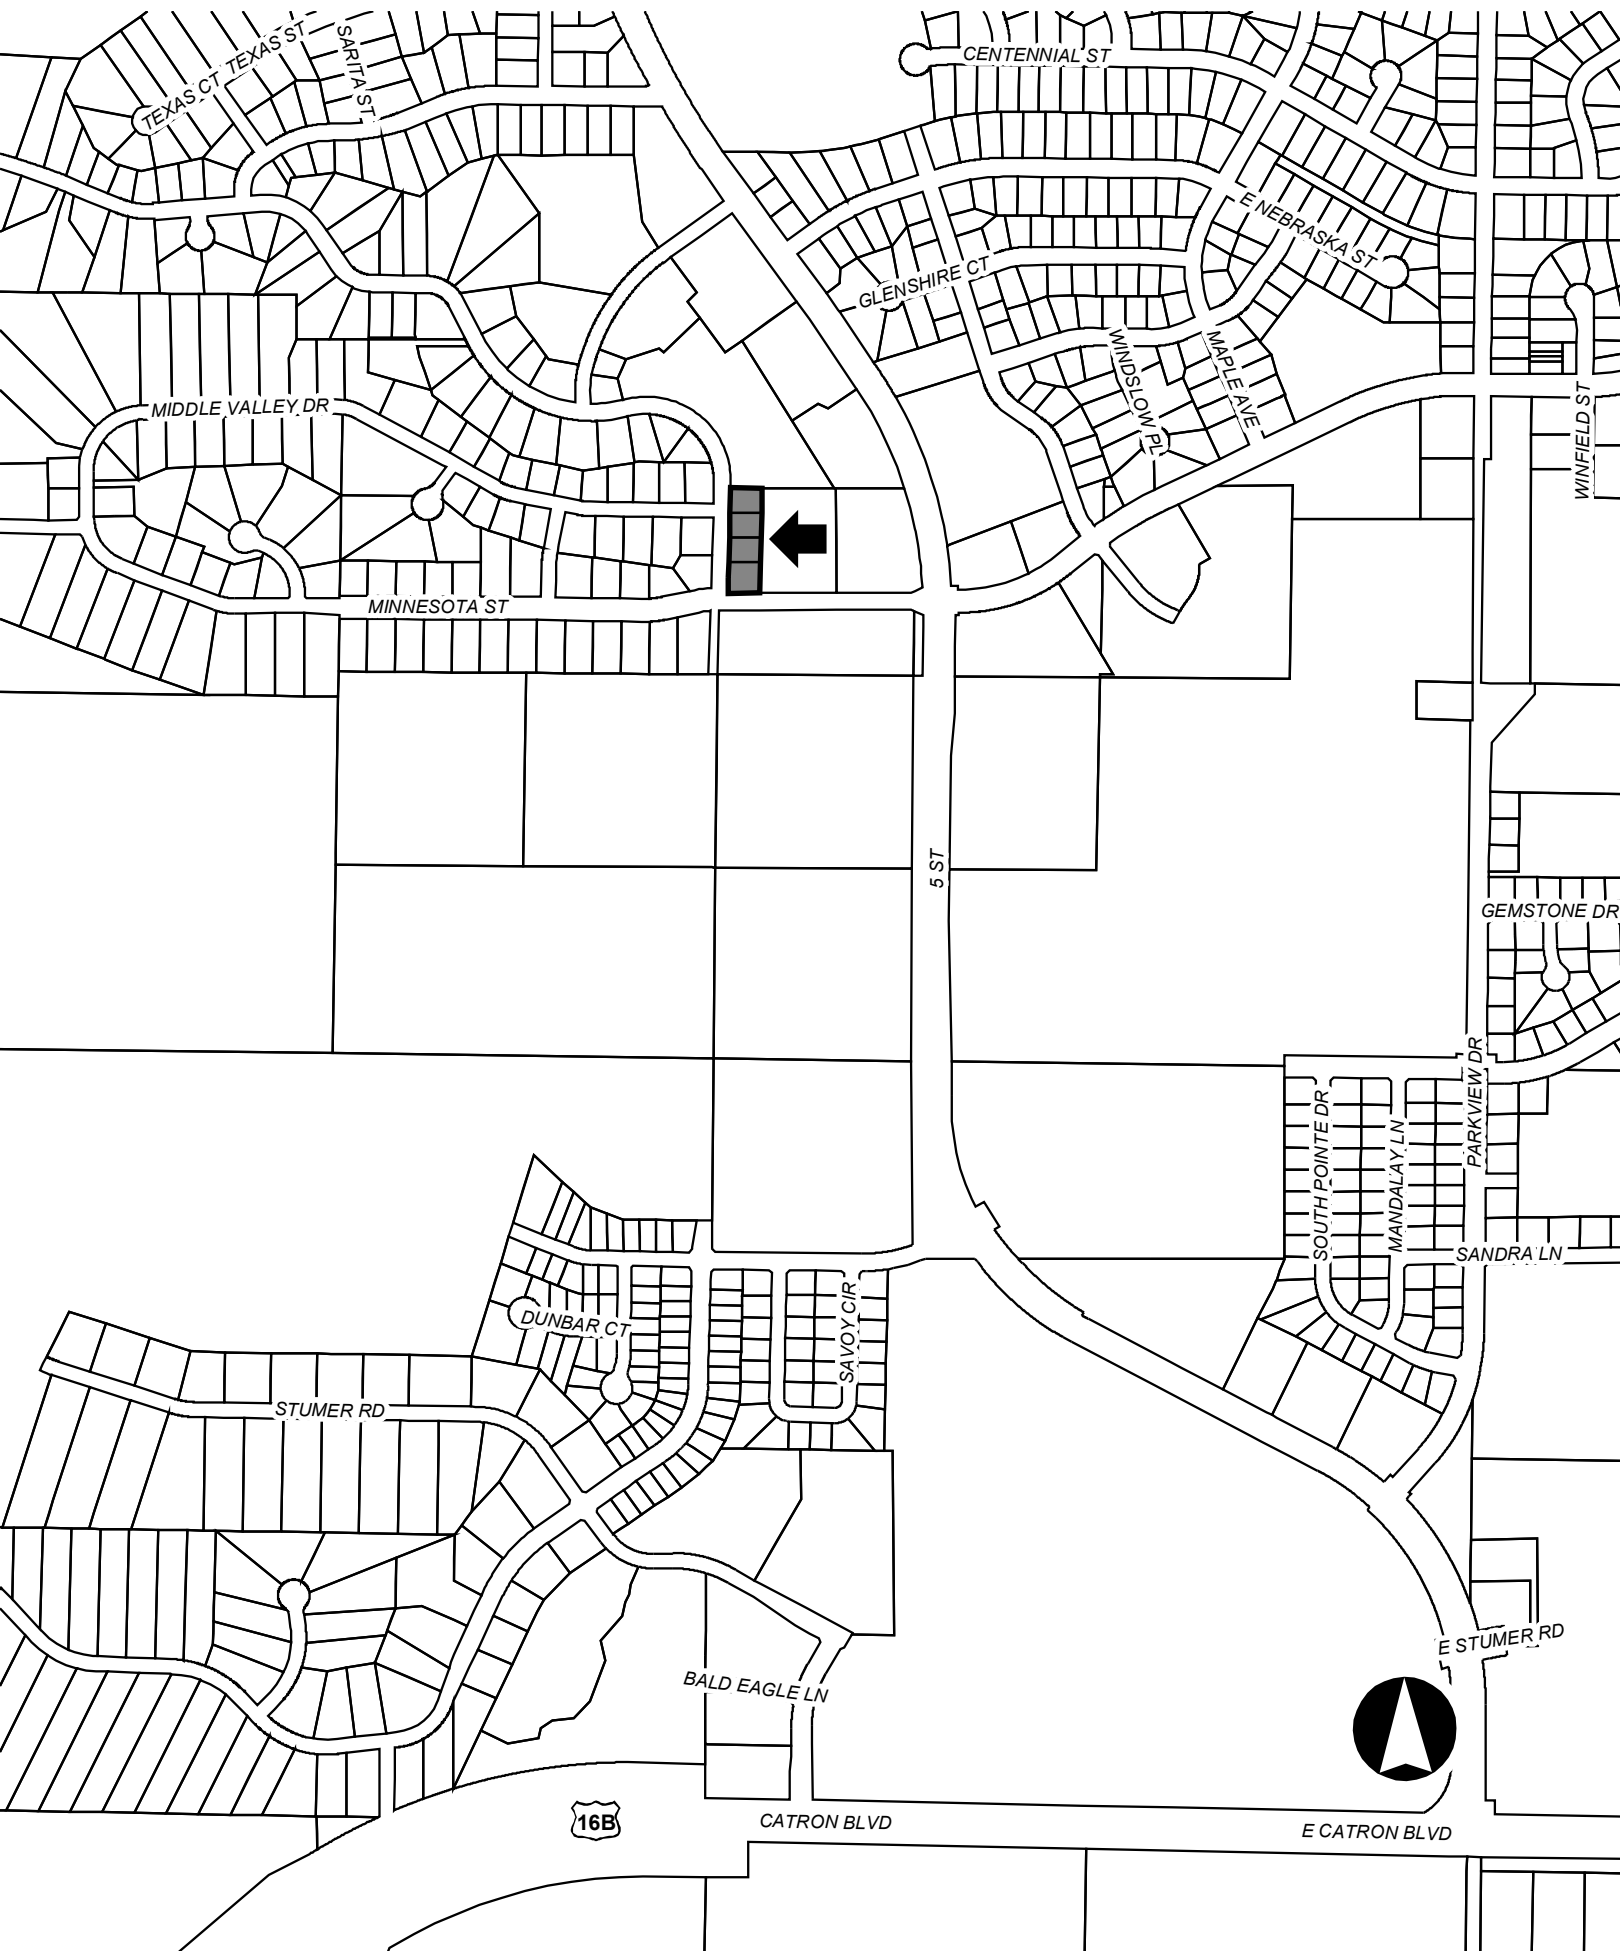 TEXAS CT
TEXAS ST
SARITA ST
CENTENNIAL ST
E NEBRASKA ST
GLENSHIRE CT
WINDSLOW PL
MAPLE AVE
WINFIELD ST
MIDDLE VALLEY DR
MINNESOTA ST
5 ST
GEMSTONE DR
PARKVIEW DR
SOUTH POINTE DR
MANDALAY LN
SANDRA LN
SAVOY CIR
DUNBAR CT
STUMER RD
E STUMER RD
BALD EAGLE LN
16B
CATRON BLVD
E CATRON BLVD